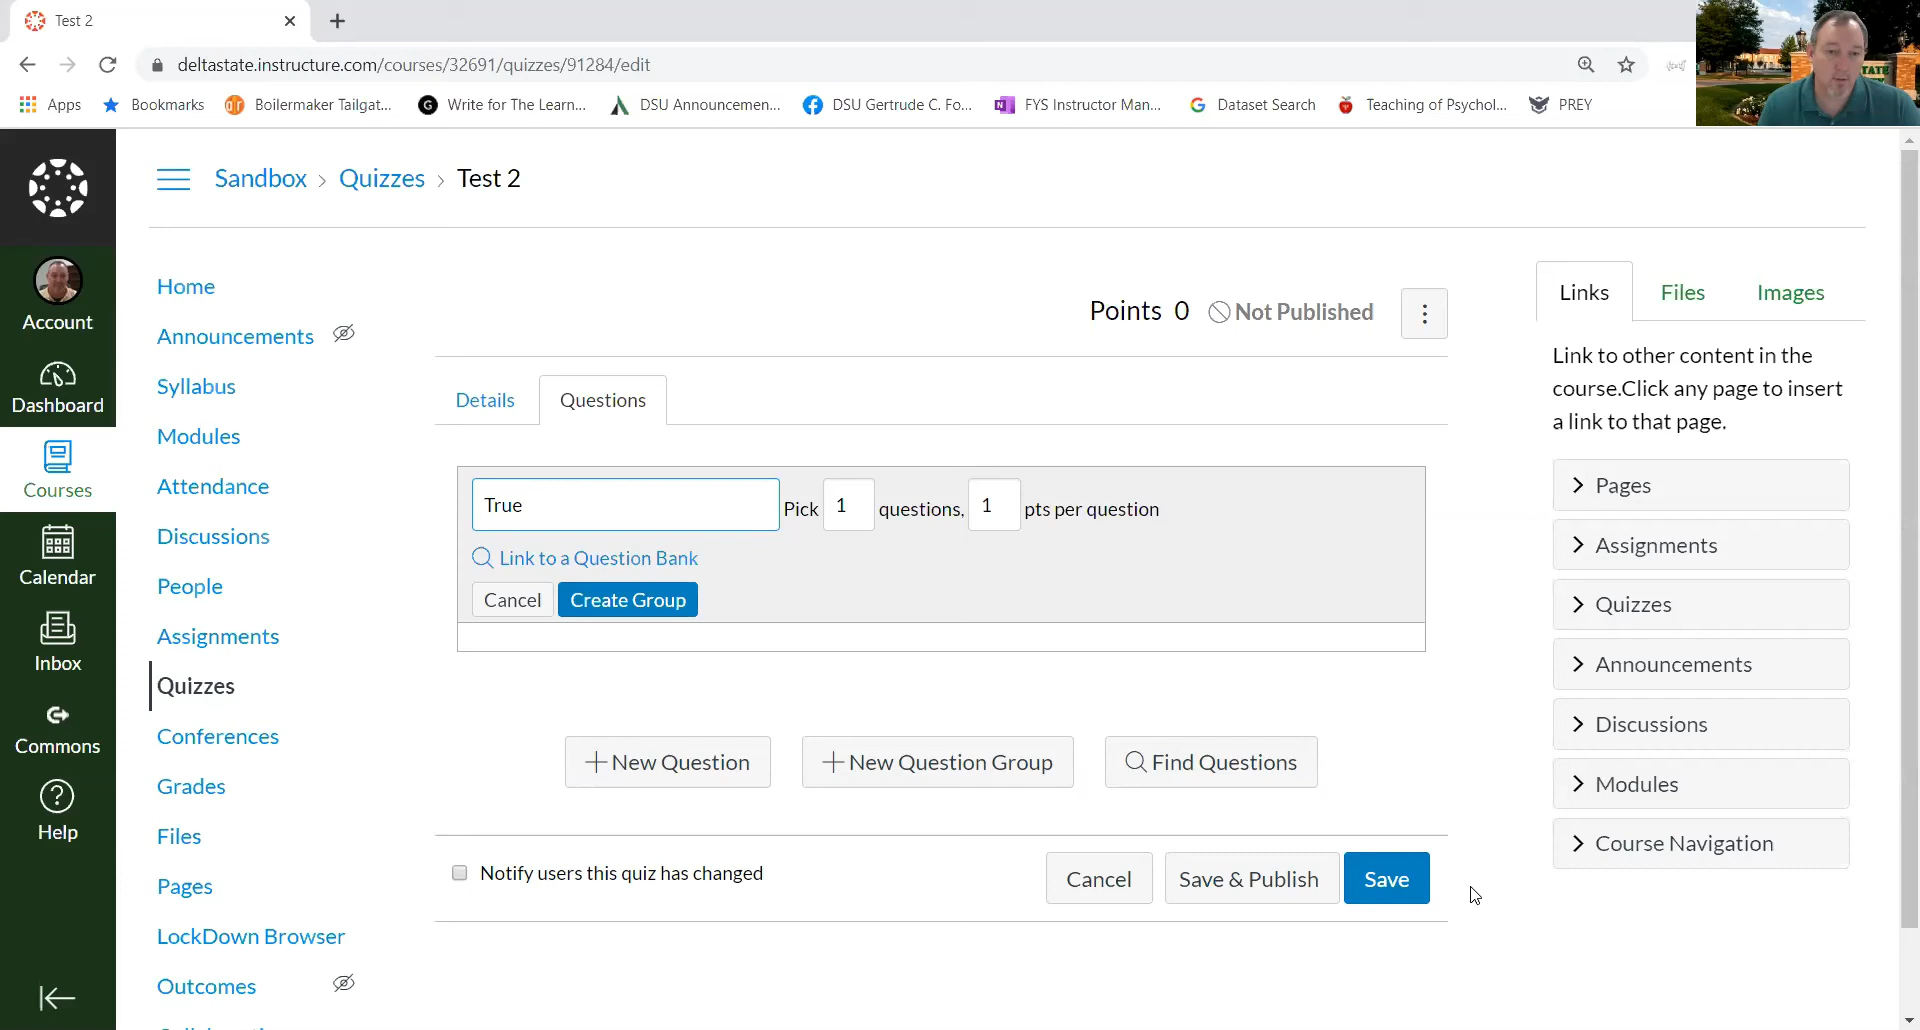 Test 2
deltastate.instructure.com/courses/32691/quizzes/91284/edit
Apps
Bookmarks
Boilermaker Tailgat...
Write for The Learn...
DSU Announcemen...
DSU Gertrude C. Fo...
FYS Instructor Man...
Dataset Search
Teaching of Psychol...
PREY
Sandbox > Quizzes > Test 2
Account
Dashboard
Courses
Calendar
Inbox
Commons
Help
Home
Announcements
Syllabus
Modules
Attendance
Discussions
People
Assignments
Quizzes
Conferences
Grades
Files
Pages
LockDown Browser
Outcomes
Points 0 Not Published
Details
Questions
True Pick 1 questions, 1 pts per question
Link to a Question Bank
Cancel Create Group
New Question
New Question Group
Find Questions
Notify users this quiz has changed
Cancel
Save & Publish
Save
Links
Files
Images
Link to other content in the
course.Click any page to insert
a link to that page.
Pages
Assignments
Quizzes
Announcements
Discussions
Modules
Course Navigation